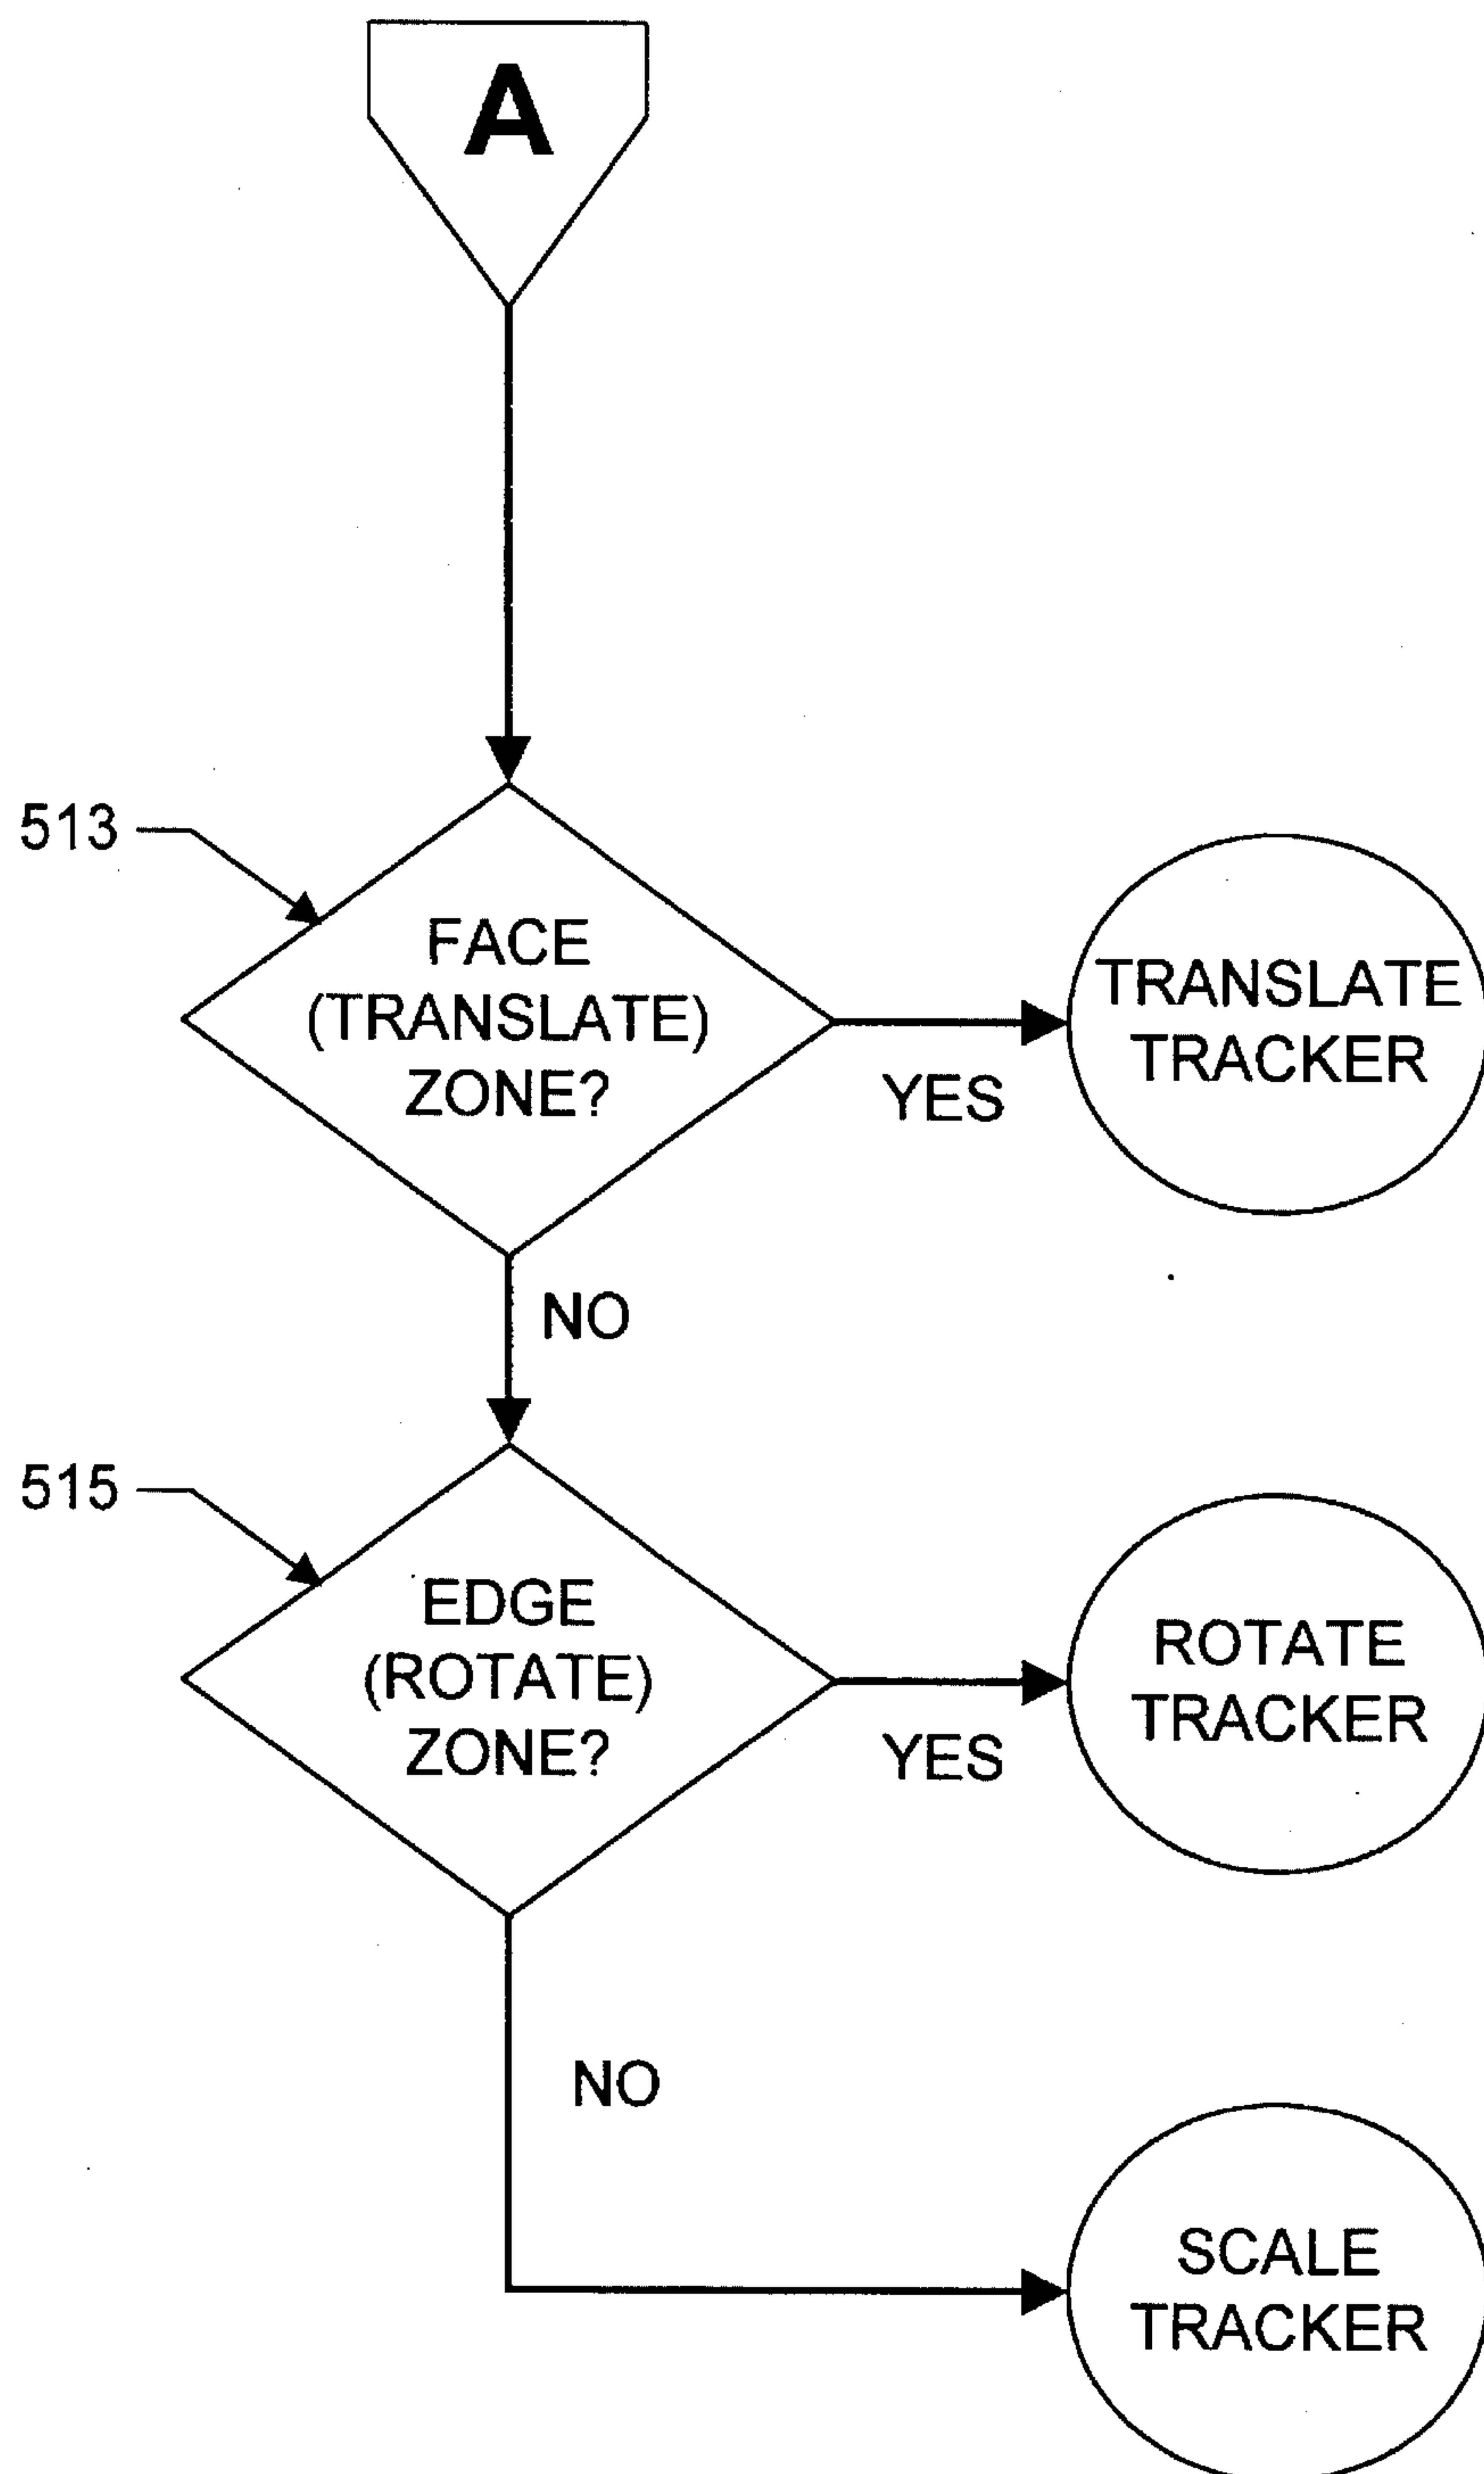 A
513
FACE
(TRANSLATE)
ZONE?
YES
TRANSLATE
TRACKER
NO
515
EDGE
(ROTATE)
ZONE?
YES
ROTATE
TRACKER
NO
SCALE
TRACKER